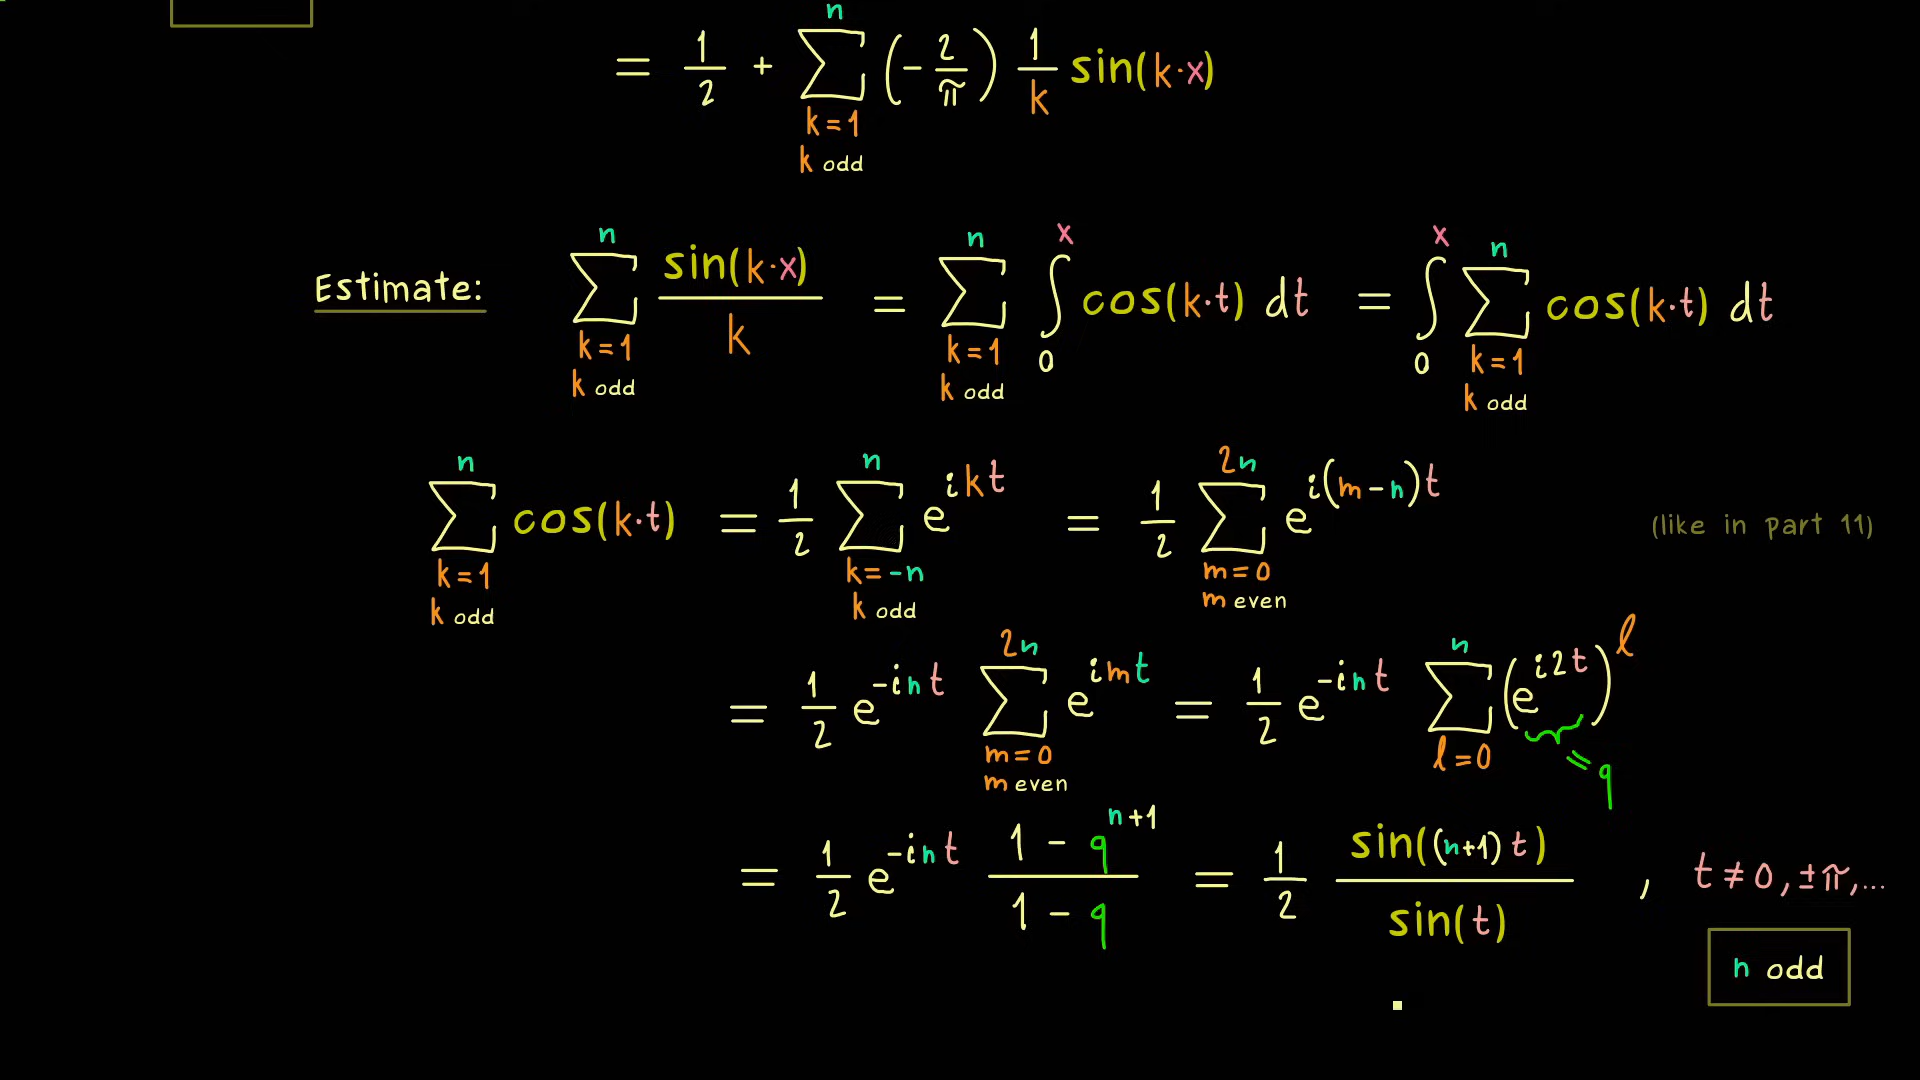 = 1/2 + ∑_{k=1, k odd}^{n} (-2/π) 1/k sin(k·x)
Estimate: ∑_{k=1, k odd}^{n} sin(k·x)/k = ∑_{k=1, k odd}^{n} ∫_0^x cos(k·t) dt = ∫_0^x ∑_{k=1, k odd}^{n} cos(k·t) dt
∑_{k=1, k odd}^{n} cos(k·t) = 1/2 ∑_{k=-n, k odd}^{n} e^{ikt} = 1/2 ∑_{m=0, m even}^{2n} e^{i(m-n)t} (like in part 11)
= 1/2 e^{-int} ∑_{m=0, m even}^{2n} e^{imt} = 1/2 e^{-int} ∑_{l=0}^{n} (e^{i2t})^l = q
= 1/2 e^{-int} (1 - q^{n+1})/(1 - q) = 1/2 sin((n+1)t)/sin(t) , t ≠ 0, ±π, ...
n odd